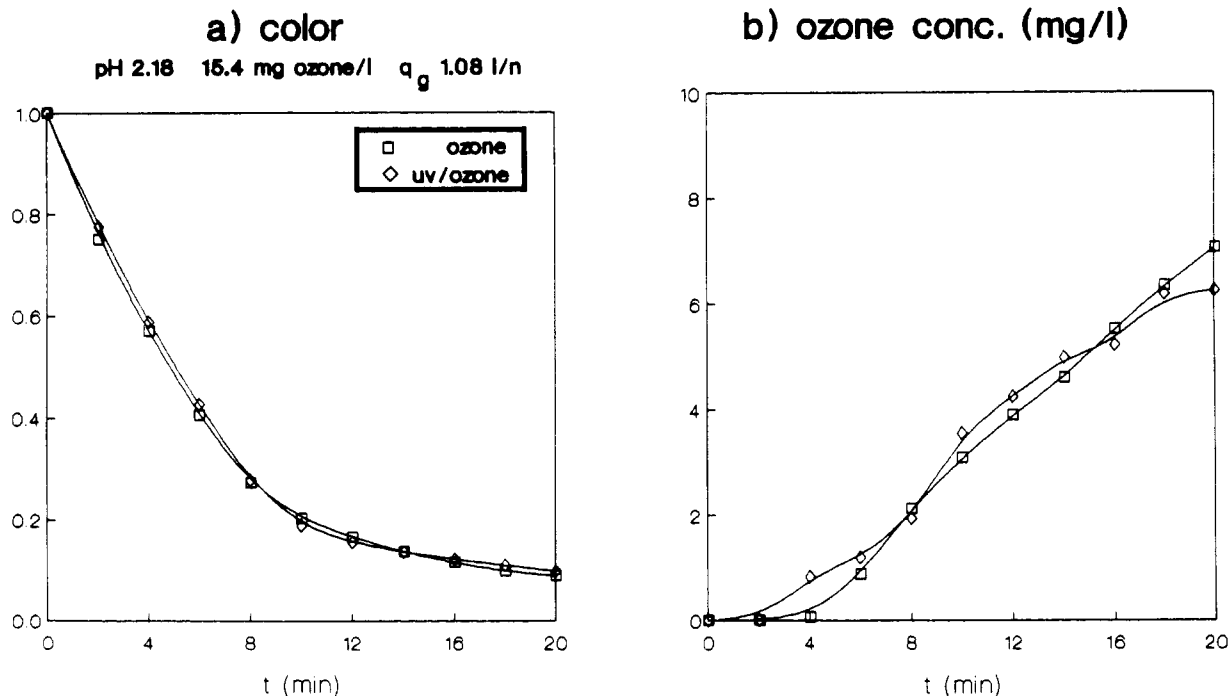 a) color
pH 2.18 15.4 mg ozone/l q g 1.08 l/n
1.0
0.8
0.6
0.4
0.2
0.0
0 4 8 12 16 20
t (min)
ozone
uv/ozone
b) ozone conc. (mg/l)
10
8
6
4
2
0
0 4 8 12 16 20
t (min)